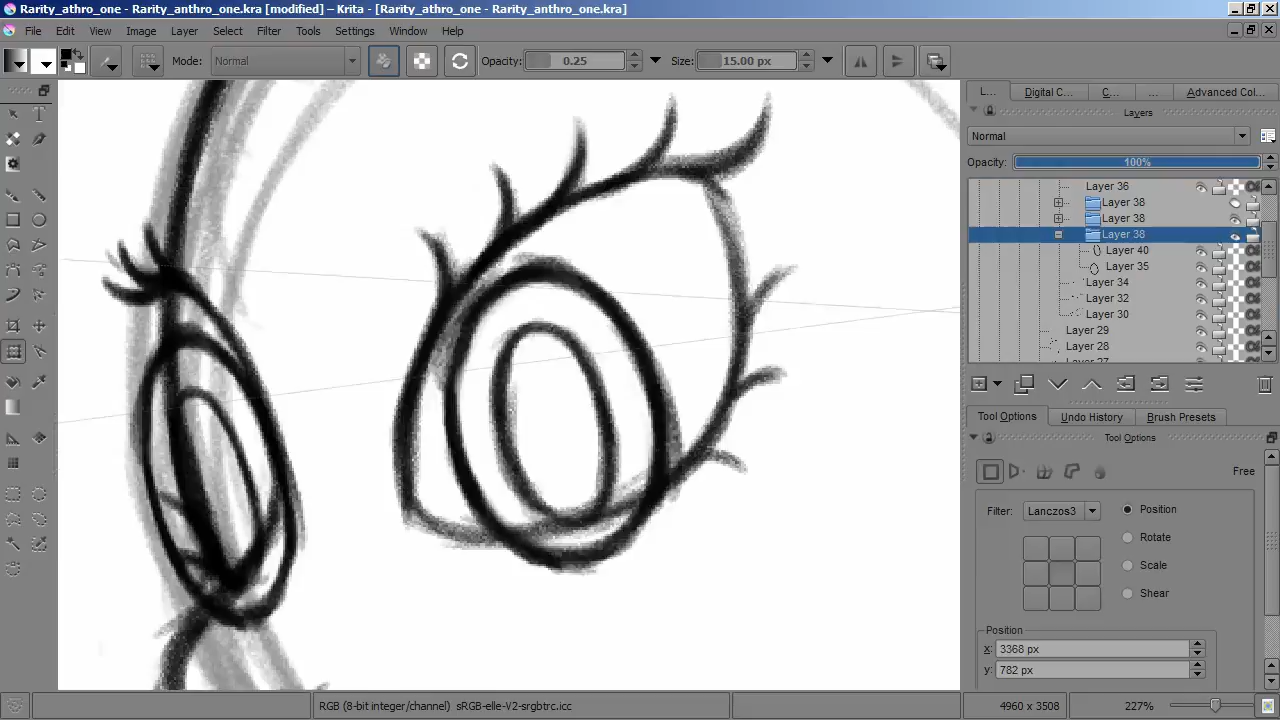 Rarity_athro_one - Rarity_anthro_one.kra [modified] – Krita - [Rarity_athro_one - Rarity_anthro_one.kra]
File Edit View Image Layer Select Filter Tools Settings Windows Help
Mode: Normal Opacity: 0.25 Size: 15.00 px
L... Digital C... C... ... Advanced Col...
Layers
Normal
Opacity: 100%
Layer 36
Layer 38
Layer 38
Layer 38
Layer 40
Layer 35
Layer 34
Layer 32
Layer 30
Layer 29
Layer 28
Layer 27
Tool Options Undo History Brush Presets
Tool Options
Free
Filter: Lanczos3 Position
Rotate
Scale
Shear
Position
x: 3368 px
y: 782 px
RGB (8-bit integer/channel) sRGB-elle-V2-srgbtrc.icc 4960 x 3508 227%